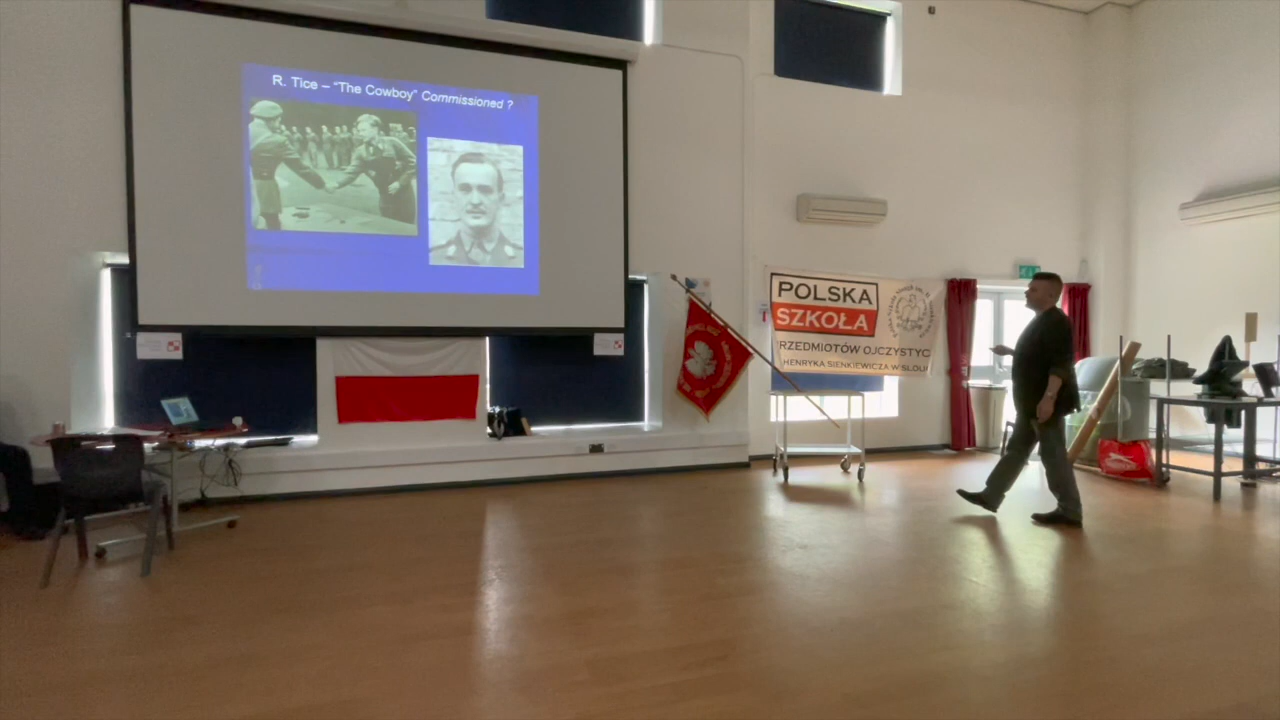 R. Tice – "The Cowboy" Commissioned ?
POLSKA
SZKOŁA
RZEDMIOTÓW OJCZYSTYC
HENRYKA SIENKIEWICZA W SLOU